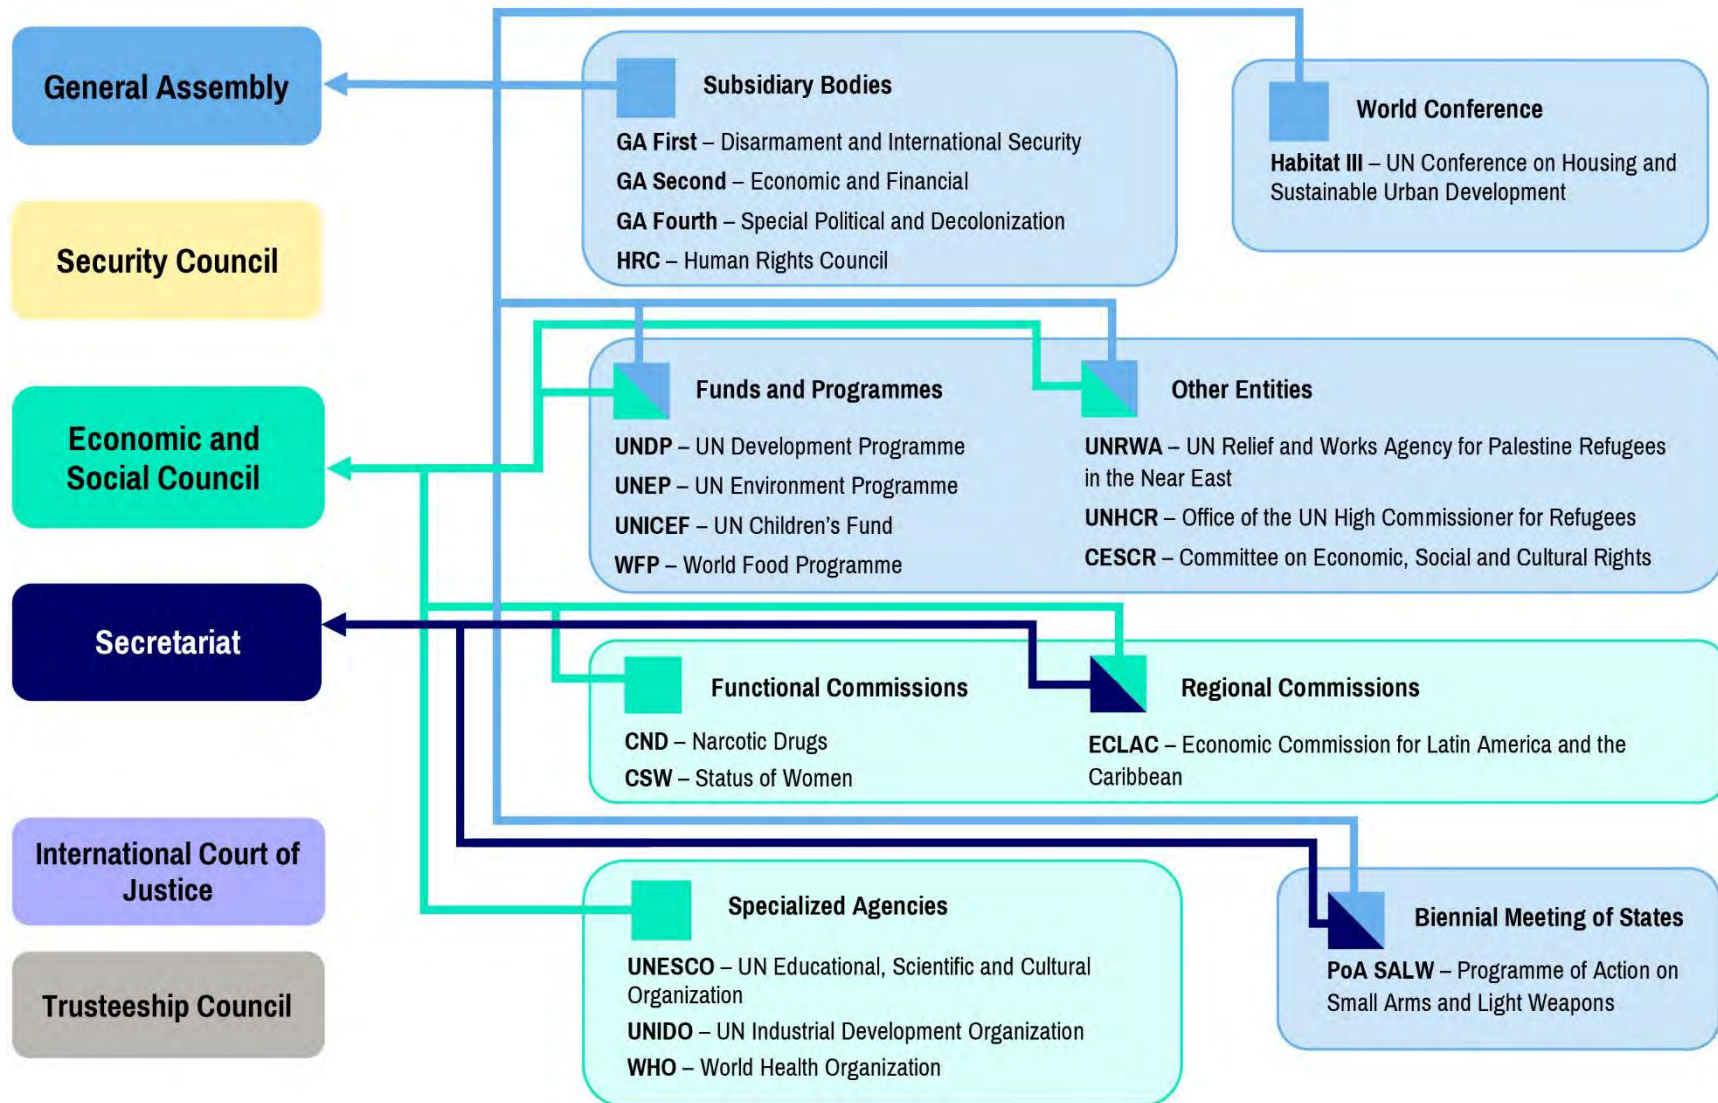 General Assembly
Security Council
Economic and
Social Council
Secretariat
International Court of
Justice
Trusteeship Council
Subsidiary Bodies
GA First – Disarmament and International Security
GA Second – Economic and Financial
GA Fourth – Special Political and Decolonization
HRC – Human Rights Council
World Conference
Habitat III – UN Conference on Housing and
Sustainable Urban Development
Funds and Programmes
UNDP – UN Development Programme
UNEP – UN Environment Programme
UNICEF – UN Children’s Fund
WFP – World Food Programme
Other Entities
UNRWA – UN Relief and Works Agency for Palestine Refugees
in the Near East
UNHCR – Office of the UN High Commissioner for Refugees
CESCR – Committee on Economic, Social and Cultural Rights
Functional Commissions
CND – Narcotic Drugs
CSW – Status of Women
Regional Commissions
ECLAC – Economic Commission for Latin America and the
Caribbean
Specialized Agencies
UNESCO – UN Educational, Scientific and Cultural
Organization
UNIDO – UN Industrial Development Organization
WHO – World Health Organization
Biennial Meeting of States
PoA SALW – Programme of Action on
Small Arms and Light Weapons